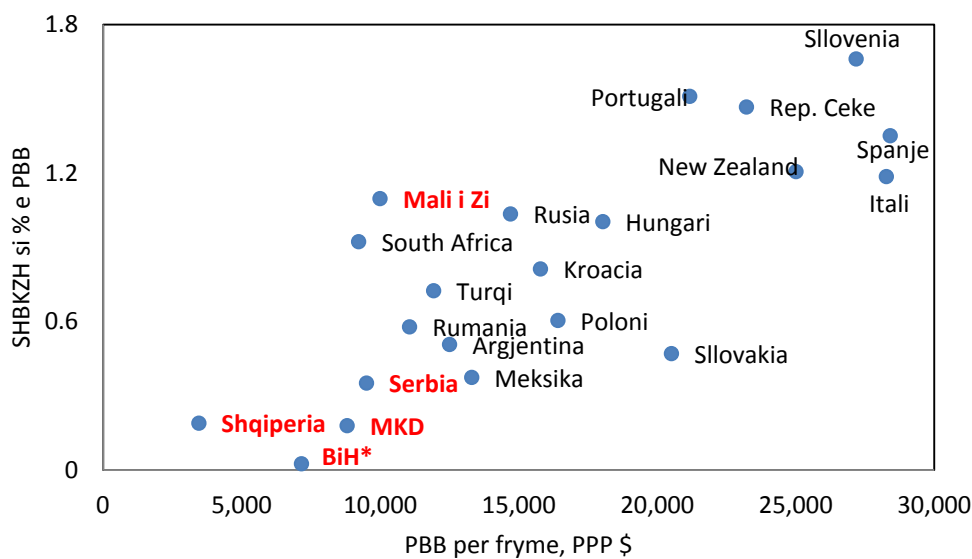 1.8
Sllovenia
Portugali
Rep. Ceke
Spanje
1.2
New Zealand
Itali
Mali i Zi
Rusia
Hungari
South Africa
Kroacia
Turqi
0.6
Rumania
Poloni
Argjentina
Sllovakia
Meksika
Serbia
Shqiperia
MKD
BiH*
0
0 5,000 10,000 15,000 20,000 25,000 30,000
PBB per fryme, PPP $
SHBKZH si % e PBB